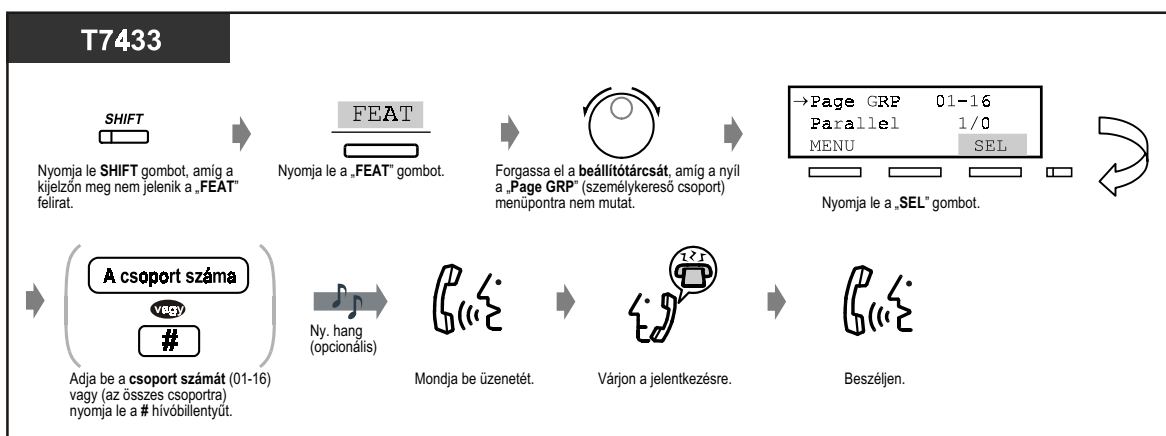 T7433
SHIFT
Nyomja le SHIFT gombot, amíg a
kijelzőn meg nem jelenik a „FEAT”
felirat.
FEAT
Nyomja le a „FEAT” gombot.
Forgassa el a beállítótárcsát, amíg a nyíl
a „Page GRP” (személykereső csoport)
menüpontra nem mutat.
→Page GRP 01-16
Parallel 1/0
MENU SEL
Nyomja le a „SEL” gombot.
A csoport száma
vagy
#
Adja be a csoport számát (01-16)
vagy (az összes csoportra)
nyomja le a # hívóbillentyűt.
Ny. hang
(opcionális)
Mondja be üzenetét.
Várjon a jelentkezésre.
Beszéljen.